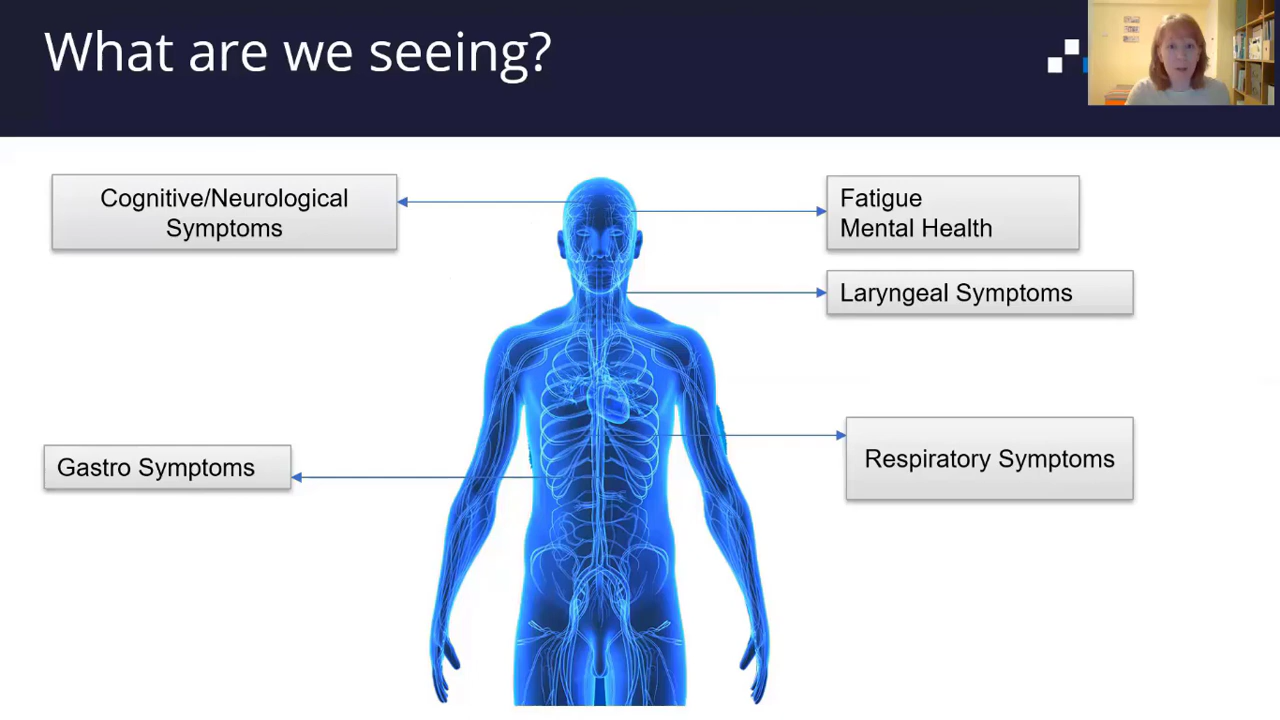 What are we seeing?
Cognitive/Neurological
Symptoms
Fatigue
Mental Health
Laryngeal Symptoms
Gastro Symptoms
Respiratory Symptoms